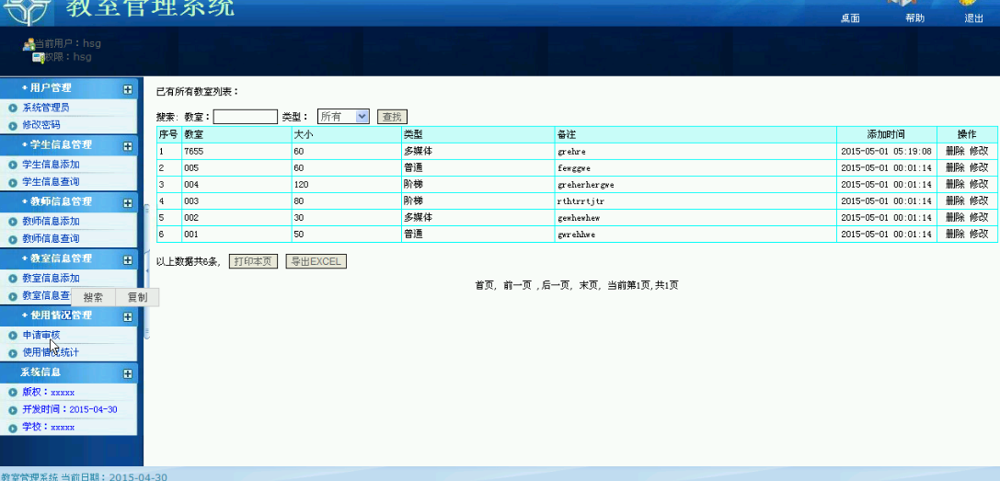 教室管理系统
桌面 帮助 退出
当前用户：hsg
权限：hsg
+用户管理
系统管理员
修改密码
+学生信息管理
学生信息添加
学生信息查询
+教师信息管理
教师信息添加
教师信息查询
+教室信息管理
教室信息添加
教室信息查
搜索 复制
+使用情况管理
申请审核
使用情况统计
系统信息
版权：xxxxx
开发时间：2015-04-30
学校：xxxxx
已有所有教室列表：
搜索: 教室： 类型： 所有 查找
序号 教室 大小 类型 备注 添加时间 操作
1 7655 60 多媒体 grehre 2015-05-01 05:19:08 删除 修改
2 005 60 普通 fewggwe 2015-05-01 00:01:14 删除 修改
3 004 120 阶梯 greherhergwe 2015-05-01 00:01:14 删除 修改
4 003 80 阶梯 rthtrrtjtr 2015-05-01 00:01:14 删除 修改
5 002 30 多媒体 gewhewhew 2015-05-01 00:01:14 删除 修改
6 001 50 普通 gwrehhwe 2015-05-01 00:01:14 删除 修改
以上数据共6条, 打印本页 导出EXCEL
首页, 前一页 ,后一页, 末页, 当前第1页,共1页
教室管理系统 当前日期：2015-04-30